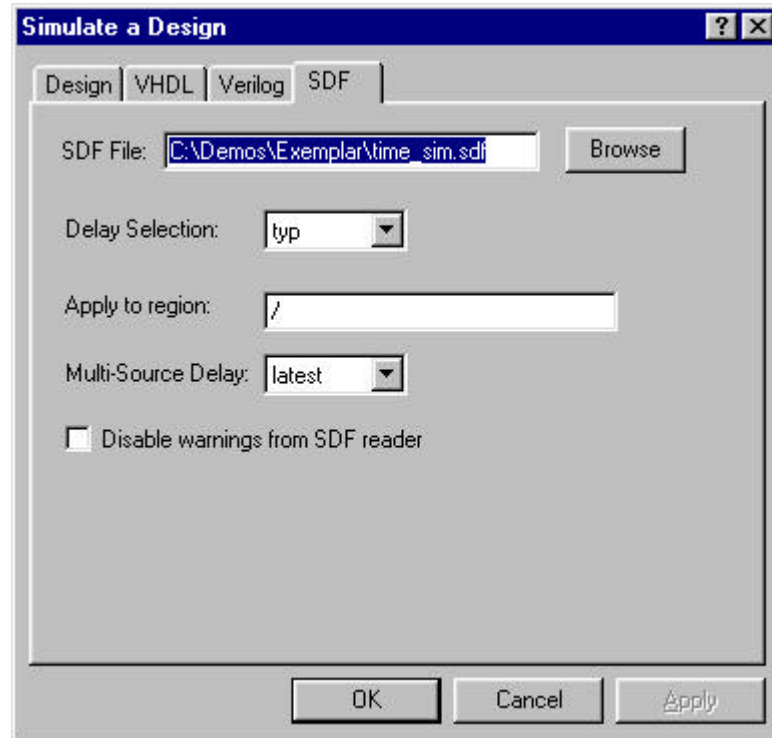 Simulate a Design
Design VHDL Verilog SDF
SDF File: C:\Demos\Exemplar\time_sim.sdf Browse
Delay Selection: typ
Apply to region: /
Multi-Source Delay: latest
Disable warnings from SDF reader
OK Cancel Apply